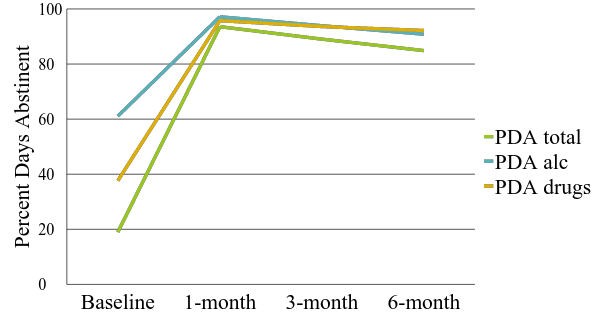 Percent Days Abstinent
100
80
60
40
20
0
Baseline 1-month 3-month 6-month
PDA total
PDA alc
PDA drugs